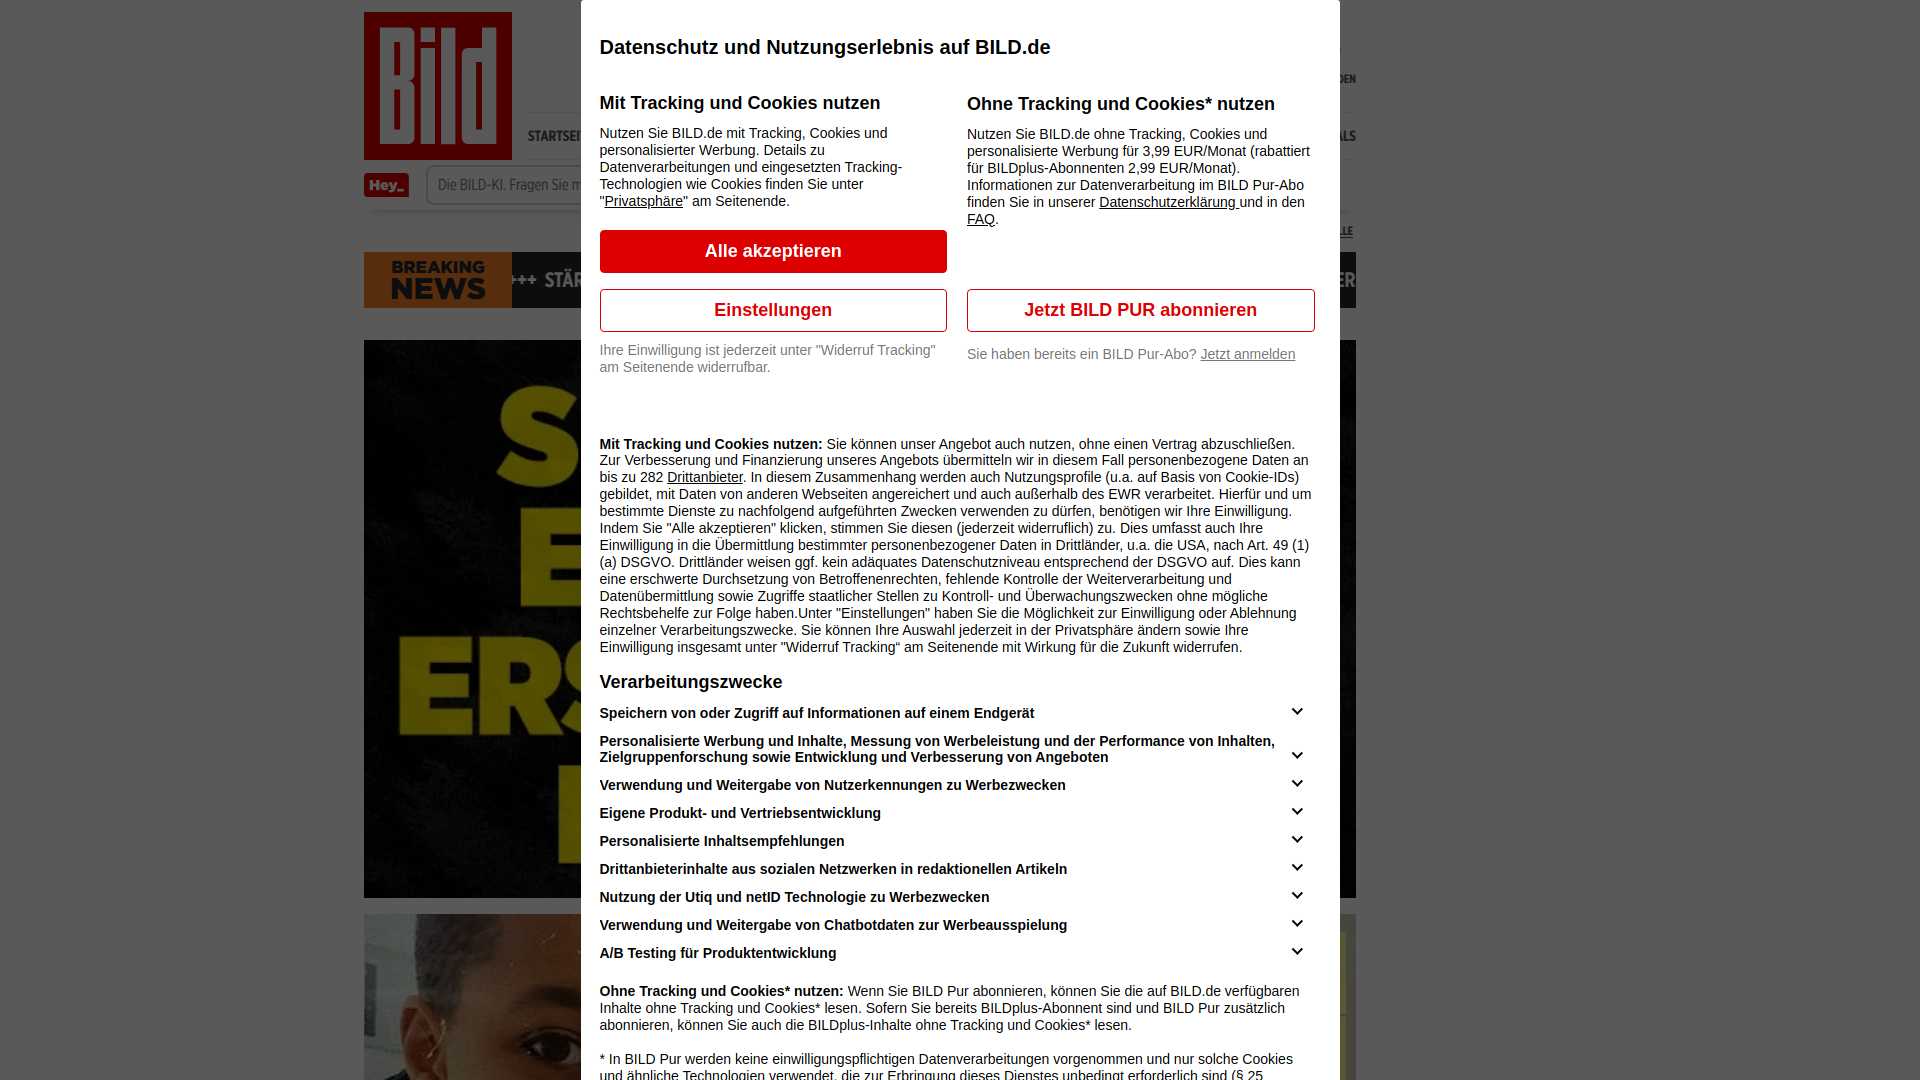 Bild
Datenschutz und Nutzungserlebnis auf BILD.de
Mit Tracking und Cookies nutzen
Nutzen Sie BILD.de mit Tracking, Cookies und
personalisierter Werbung. Details zu
Datenverarbeitungen und eingesetzten Tracking-
Technologien wie Cookies finden Sie unter
"Privatsphäre" am Seitenende.
Alle akzeptieren
Einstellungen
Ihre Einwilligung ist jederzeit unter "Widerruf Tracking"
am Seitenende widerrufbar.
Ohne Tracking und Cookies* nutzen
Nutzen Sie BILD.de ohne Tracking, Cookies und
personalisierte Werbung für 3,99 EUR/Monat (rabattiert
für BILDplus-Abonnenten 2,99 EUR/Monat).
Informationen zur Datenverarbeitung im BILD Pur-Abo
finden Sie in unserer Datenschutzerklärung und in den
FAQ.
Jetzt BILD PUR abonnieren
Sie haben bereits ein BILD Pur-Abo? Jetzt anmelden
Mit Tracking und Cookies nutzen: Sie können unser Angebot auch nutzen, ohne einen Vertrag abzuschließen.
Zur Verbesserung und Finanzierung unseres Angebots übermitteln wir in diesem Fall personenbezogene Daten an
bis zu 282 Drittanbieter. In diesem Zusammenhang werden auch Nutzungsprofile (u.a. auf Basis von Cookie-IDs)
gebildet, mit Daten von anderen Webseiten angereichert und auch außerhalb des EWR verarbeitet. Hierfür und um
bestimmte Dienste zu nachfolgend aufgeführten Zwecken verwenden zu dürfen, benötigen wir Ihre Einwilligung.
Indem Sie "Alle akzeptieren" klicken, stimmen Sie diesen (jederzeit widerruflich) zu. Dies umfasst auch Ihre
Einwilligung in die Übermittlung bestimmter personenbezogener Daten in Drittländer, u.a. die USA, nach Art. 49 (1)
(a) DSGVO. Drittländer weisen ggf. kein adäquates Datenschutzniveau entsprechend der DSGVO auf. Dies kann
eine erschwerte Durchsetzung von Betroffenenrechten, fehlende Kontrolle der Weiterverarbeitung und
Datenübermittlung sowie Zugriffe staatlicher Stellen zu Kontroll- und Überwachungszwecken ohne mögliche
Rechtsbehelfe zur Folge haben.Unter "Einstellungen" haben Sie die Möglichkeit zur Einwilligung oder Ablehnung
einzelner Verarbeitungszwecke. Sie können Ihre Auswahl jederzeit in der Privatsphäre ändern sowie Ihre
Einwilligung insgesamt unter "Widerruf Tracking“ am Seitenende mit Wirkung für die Zukunft widerrufen.
Verarbeitungszwecke
Speichern von oder Zugriff auf Informationen auf einem Endgerät
Personalisierte Werbung und Inhalte, Messung von Werbeleistung und der Performance von Inhalten,
Zielgruppenforschung sowie Entwicklung und Verbesserung von Angeboten
Verwendung und Weitergabe von Nutzerkennungen zu Werbezwecken
Eigene Produkt- und Vertriebsentwicklung
Personalisierte Inhaltsempfehlungen
Drittanbieterinhalte aus sozialen Netzwerken in redaktionellen Artikeln
Nutzung der Utiq und netID Technologie zu Werbezwecken
Verwendung und Weitergabe von Chatbotdaten zur Werbeausspielung
A/B Testing für Produktentwicklung
Ohne Tracking und Cookies* nutzen: Wenn Sie BILD Pur abonnieren, können Sie die auf BILD.de verfügbaren
Inhalte ohne Tracking und Cookies* lesen. Sofern Sie bereits BILDplus-Abonnent sind und BILD Pur zusätzlich
abonnieren, können Sie auch die BILDplus-Inhalte ohne Tracking und Cookies* lesen.
* In BILD Pur werden keine einwilligungspflichtigen Datenverarbeitungen vorgenommen und nur solche Cookies
und ähnliche Technologien verwendet, die zur Erbringung dieses Dienstes unbedingt erforderlich sind (§ 25
STARTSEI
Hey_
Die BILD-KI. Fragen Sie m
BREAKING
NEWS
+++ STÄR
S
E
ERS
DEN
ALS
LLE
ER